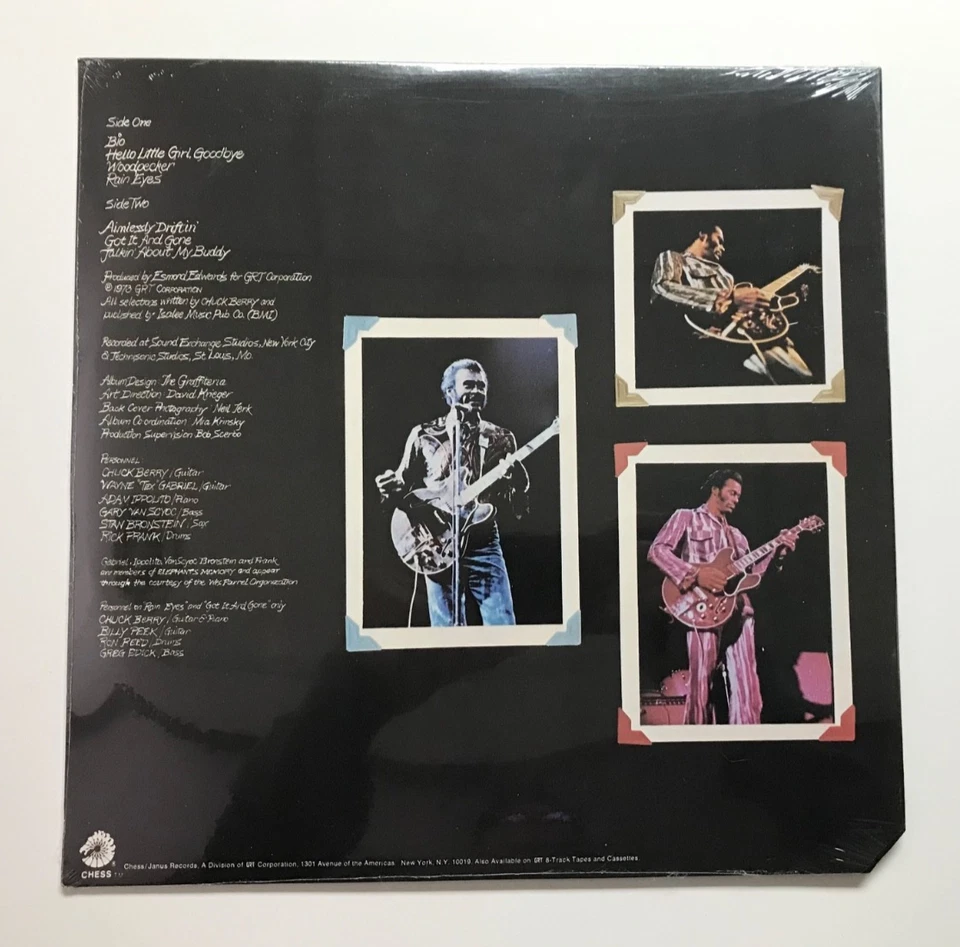 Side One
Bio
Hello Little Girl, Goodbye
Woodpecker
Rain Eyes
Side Two
Aimlessly Driftin'
Got It And Gone
Talkin' About My Buddy
Produced by Esmond Edwards for GRT Corporation
℗ 1973 GRT CORPORATION
All selections written by CHUCK BERRY and
published by Isalee Music Pub. Co. (BMI)
Recorded at Sound Exchange Studios, New York City
& Technisonic Studios, St. Louis, Mo.
Album Design: The Graffiteria
Art Direction: David Krieger
Back Cover Photography: Neil Terk
Album Coordination: Mia Krinsky
Production Supervision: Bob Scerbo
PERSONNEL:
CHUCK BERRY / Guitar
WAYNE "Tex" GABRIEL / Guitar
ADAM IPPOLITO / Piano
GARY VAN SCYOC / Bass
STAN BRONSTEIN / Sax
RICK FRANK / Drums
Gabriel, Ippolito, Van Scyoc, Bronstein and Frank
are members of ELEPHANTS MEMORY and appear
through the courtesy of the Wes Farrel Organization
Personnel on "Rain Eyes" and "Got It And Gone" only
CHUCK BERRY / Guitar & Piano
BILLY PEEK / Guitar
RON REED / Drums
GREG EDICK / Bass
CHESS ™
Chess/Janus Records, A Division of GRT Corporation, 1301 Avenue of the Americas, New York, N.Y. 10019. Also Available on GRT 8-Track Tapes and Cassettes.